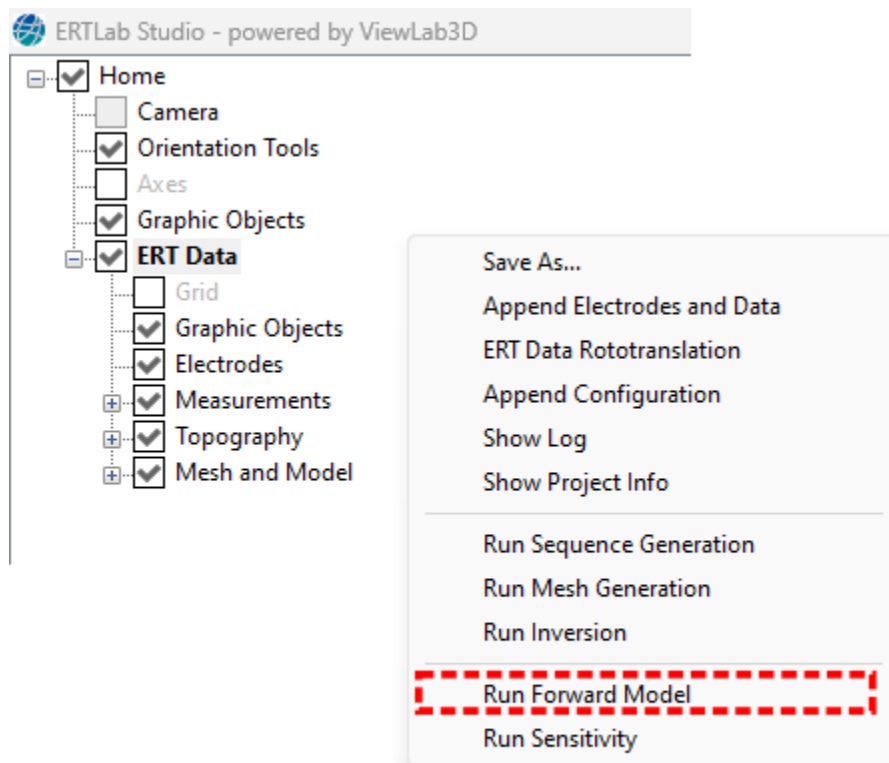 ERTLab Studio - powered by ViewLab3D
Home
Camera
Orientation Tools
Axes
Graphic Objects
ERT Data
Grid
Graphic Objects
Electrodes
Measurements
Topography
Mesh and Model
Save As...
Append Electrodes and Data
ERT Data Rototranslation
Append Configuration
Show Log
Show Project Info
Run Sequence Generation
Run Mesh Generation
Run Inversion
Run Forward Model
Run Sensitivity